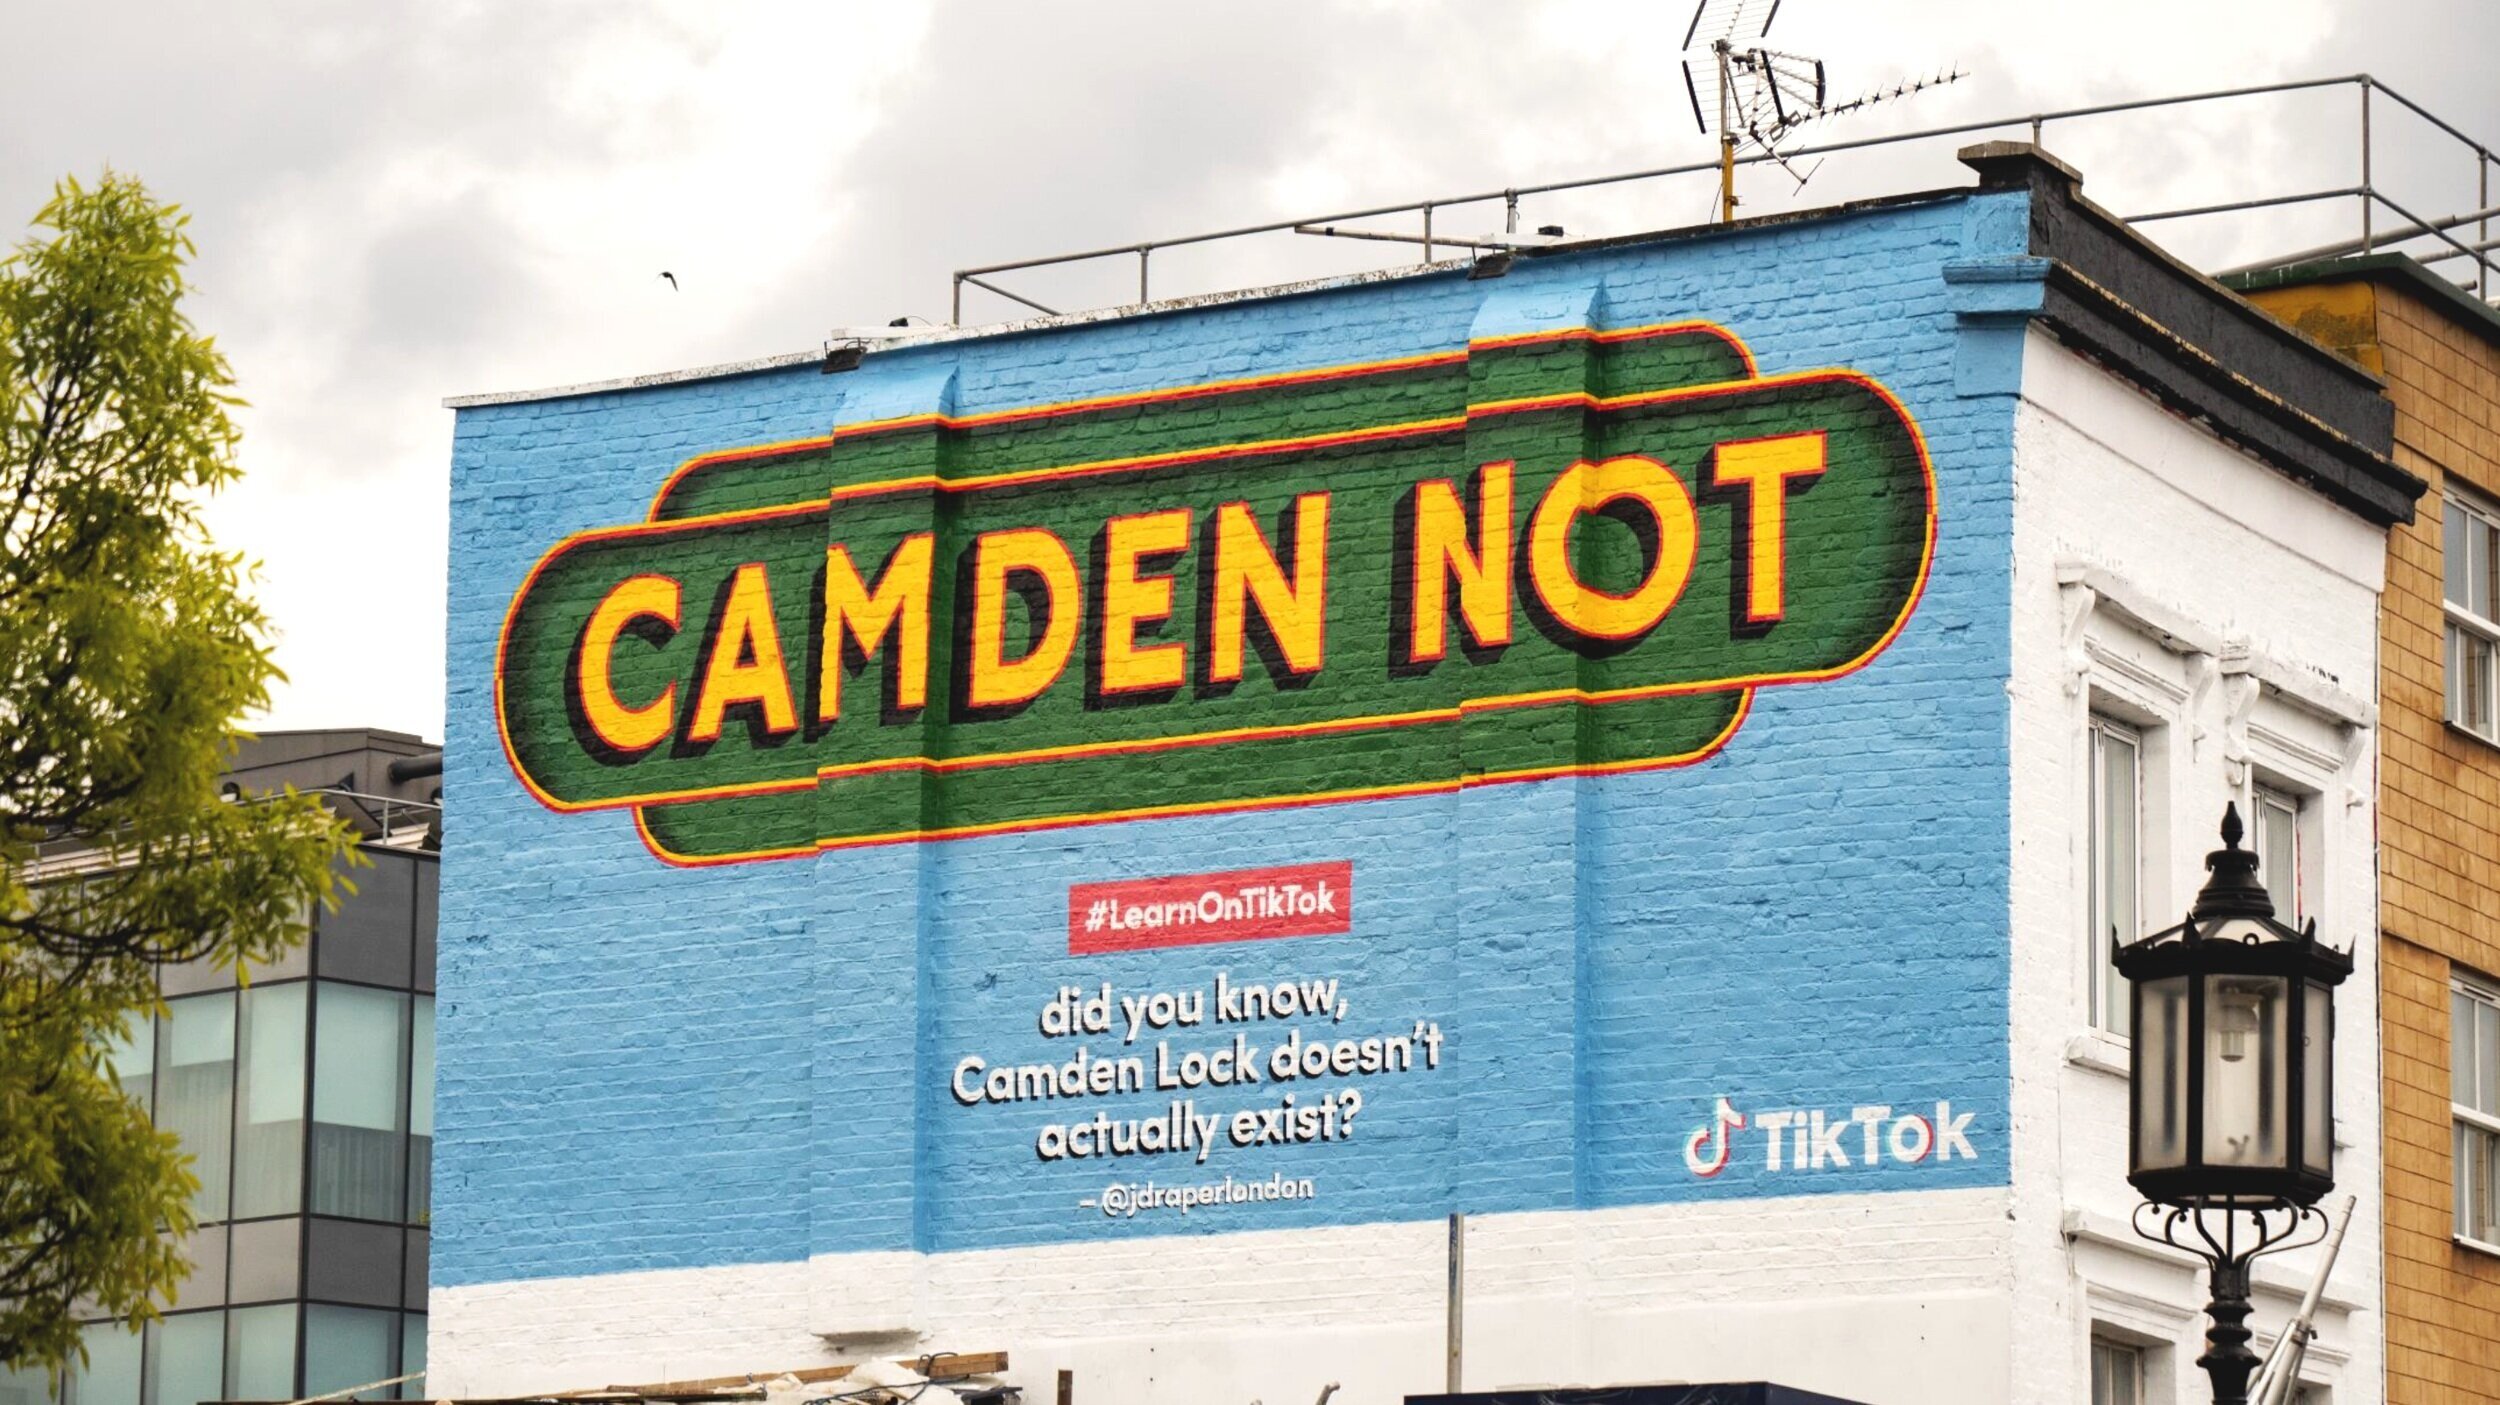 CAMDEN NOT
#LearnOnTikTok
did you know,
Camden Lock doesn't
actually exist?
– @jdraperlondon
TikTok